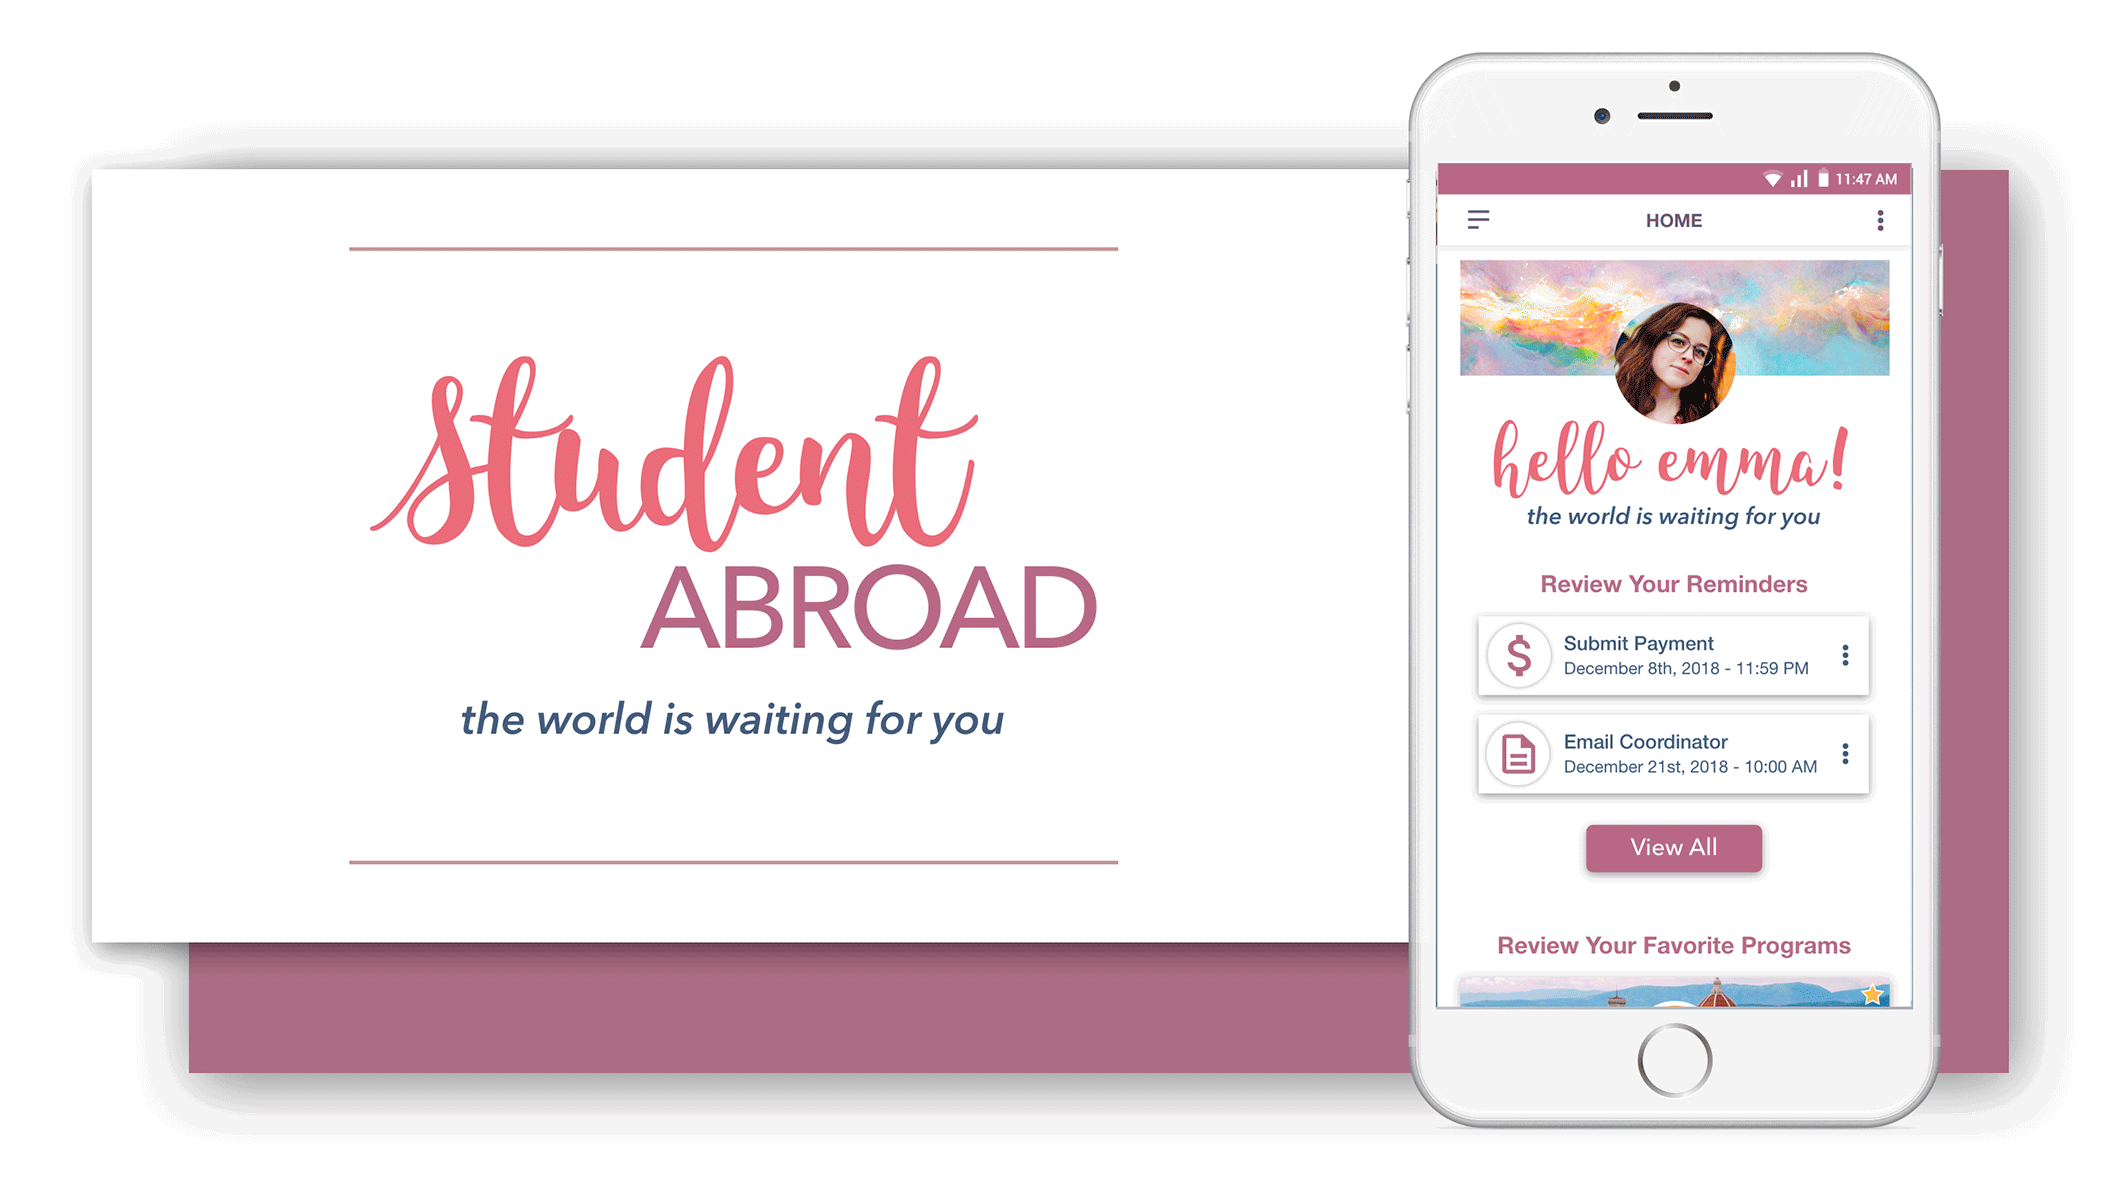 student
ABROAD
the world is waiting for you
11:47 AM
HOME
hello emma!
the world is waiting for you
Review Your Reminders
Submit Payment
December 8th, 2018 - 11:59 PM
Email Coordinator
December 21st, 2018 - 10:00 AM
View All
Review Your Favorite Programs